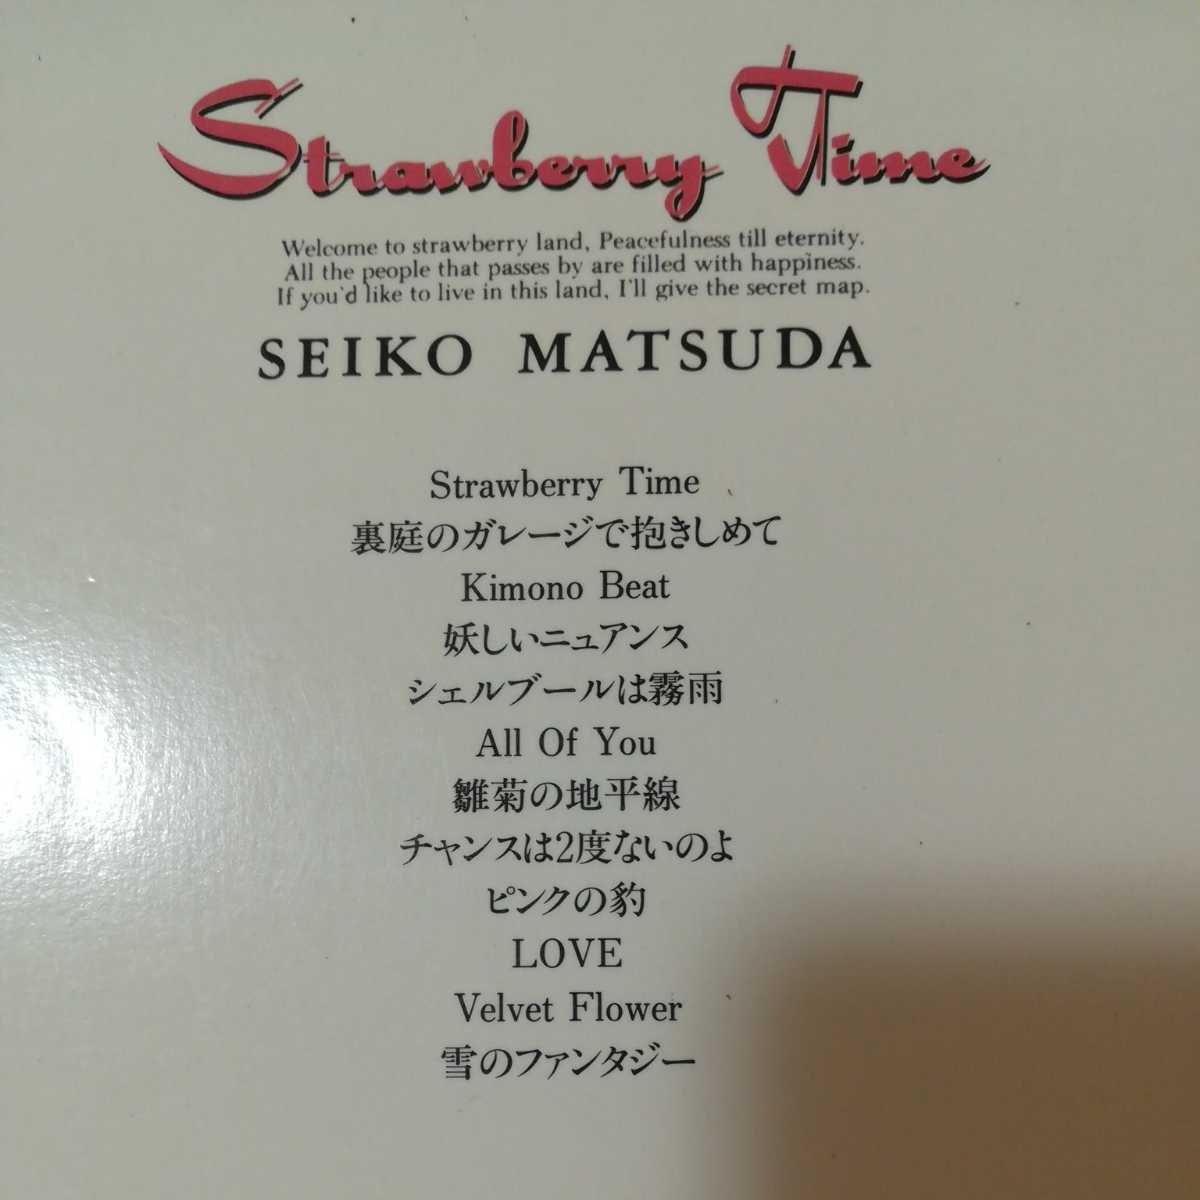 Strawberry Time
Welcome to strawberry land, Peacefulness till eternity.
All the people that passes by are filled with happiness.
If you'd like to live in this land, I'll give the secret map.
SEIKO MATSUDA
Strawberry Time
裏庭のガレージで抱きしめて
Kimono Beat
妖しいニュアンス
シェルブールは霧雨
All Of You
雛菊の地平線
チャンスは2度ないのよ
ピンクの豹
LOVE
Velvet Flower
雪のファンタジー